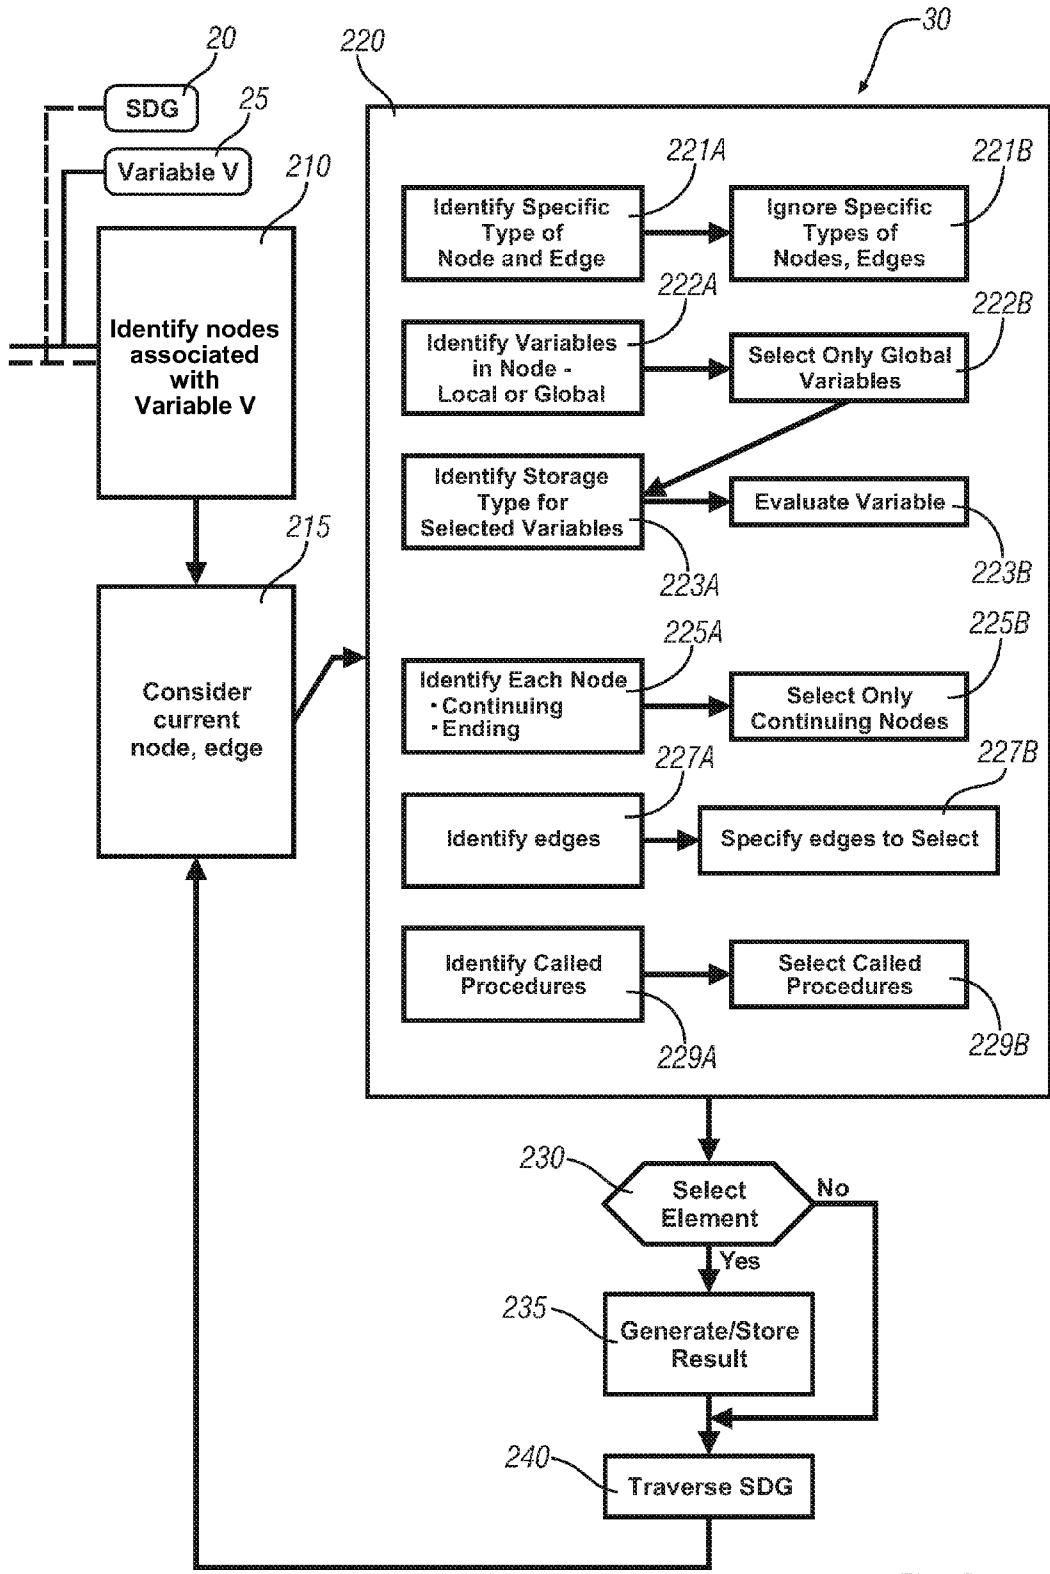 30
20
220
SDG
25
Variable V
210
221A
221B
Identify Specific
Type of
Node and Edge
Ignore Specific
Types of
Nodes, Edges
222A
222B
Identify nodes
associated
with
Variable V
Identify Variables
in Node -
Local or Global
Select Only Global
Variables
Identify Storage
Type for
Selected Variables
Evaluate Variable
215
223A
223B
225A
225B
Consider
current
node, edge
Identify Each Node
· Continuing
· Ending
Select Only
Continuing Nodes
227A
227B
Identify edges
Specify edges to Select
Identify Called
Procedures
Select Called
Procedures
229A
229B
230
Select
Element
No
Yes
235
Generate/Store
Result
240
Traverse SDG